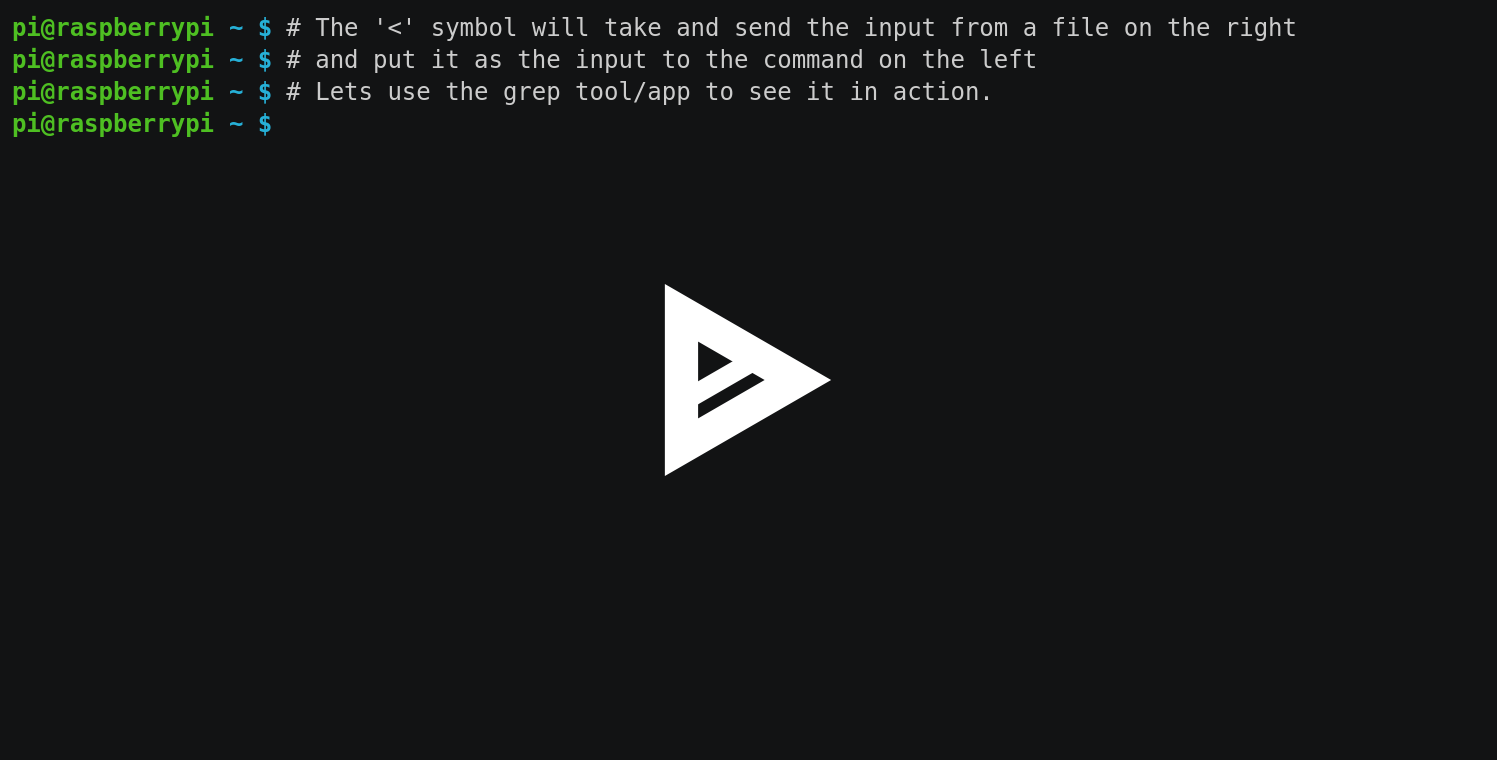 pi@raspberrypi ~ $ # The '<' symbol will take and send the input from a file on the right
pi@raspberrypi ~ $ # and put it as the input to the command on the left
pi@raspberrypi ~ $ # Lets use the grep tool/app to see it in action.
pi@raspberrypi ~ $